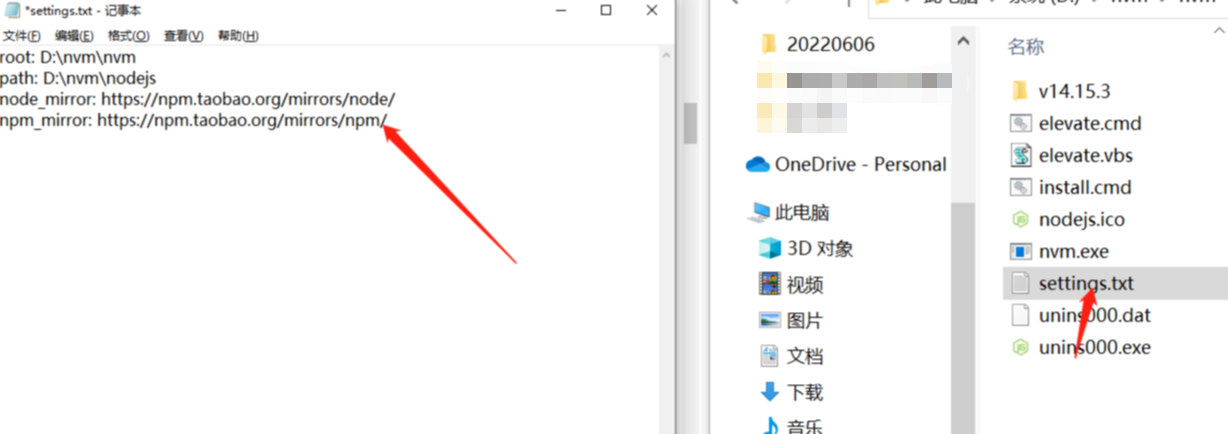 *settings.txt - 记事本
文件(F) 编辑(E) 格式(O) 查看(V) 帮助(H)
root: D:\nvm\nvm
path: D:\nvm\nodejs
node_mirror: https://npm.taobao.org/mirrors/node/
npm_mirror: https://npm.taobao.org/mirrors/npm/
20220606
OneDrive - Personal
此电脑
3D 对象
视频
图片
文档
下载
音乐
名称
v14.15.3
elevate.cmd
elevate.vbs
install.cmd
nodejs.ico
nvm.exe
settings.txt
unins000.dat
unins000.exe